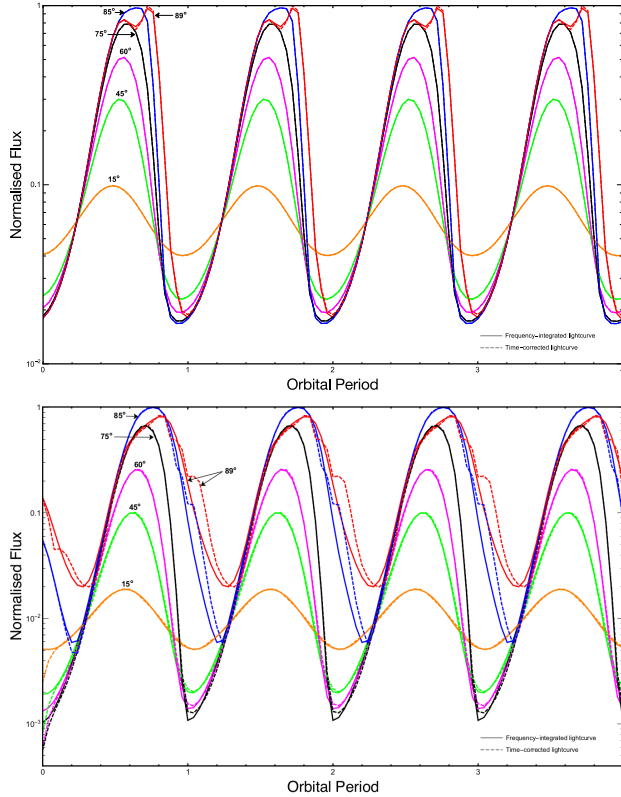 1
85°
89°
75°
60°
45°
0.1
15°
Normalised Flux
Frequency−integrated lightcurve
Time−corrected lightcurve
10⁻²
0 1 2 3
Orbital Period
1
85°
75°
60°
89°
0.1
45°
15°
10⁻²
Normalised Flux
10⁻³
Frequency−integrated lightcurve
Time−corrected lightcurve
0 1 2 3
Orbital Period